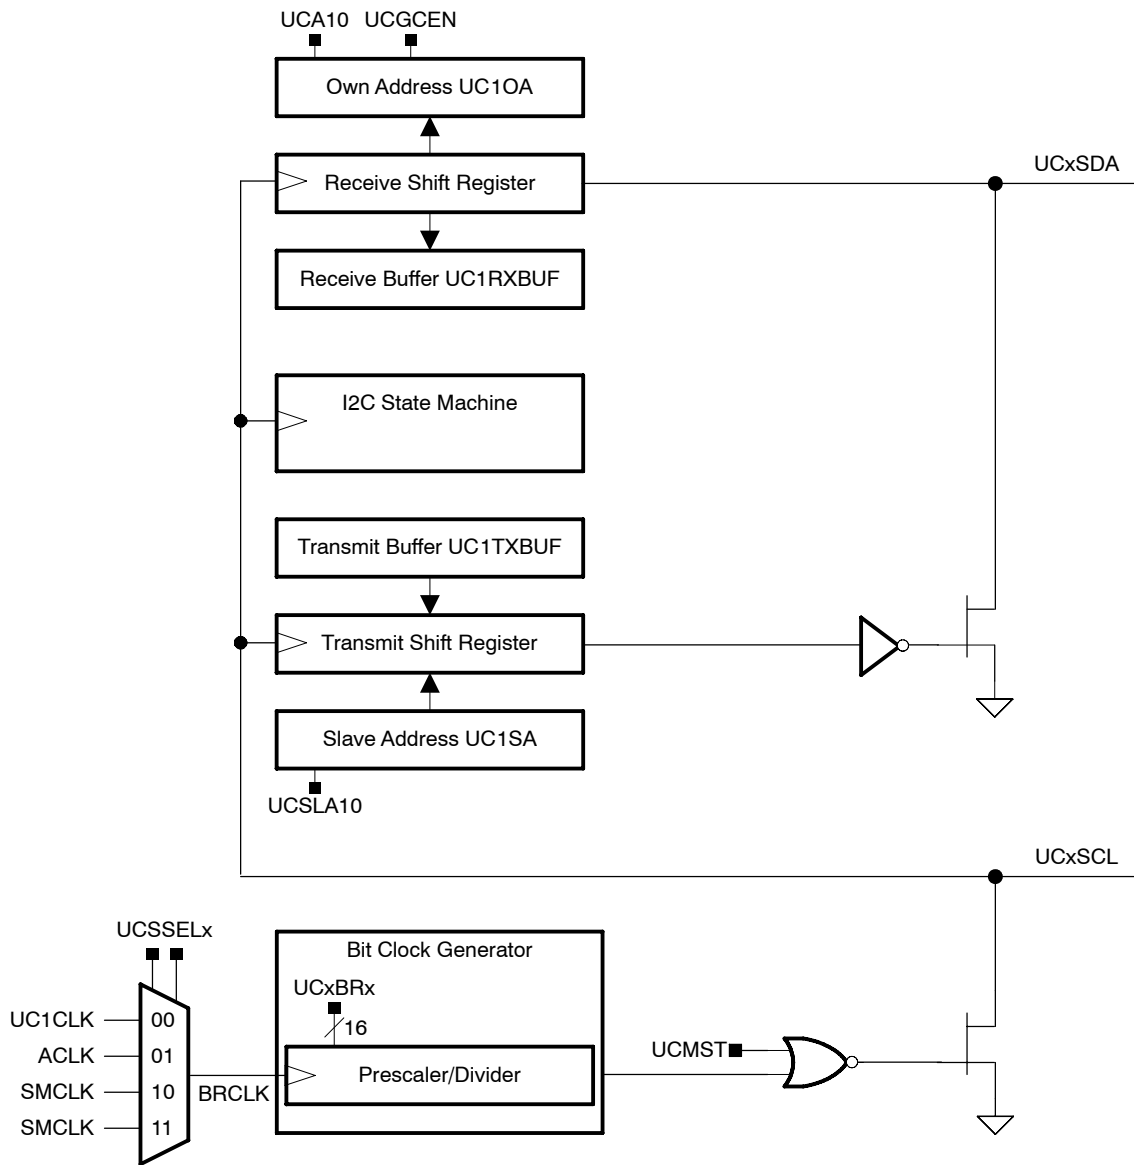 UCA10 UCGCEN
Own Address UC1OA
UCxSDA
Receive Shift Register
Receive Buffer UC1RXBUF
I2C State Machine
Transmit Buffer UC1TXBUF
Transmit Shift Register
Slave Address UC1SA
UCSLA10
UCxSCL
UCSSELx
Bit Clock Generator
UCxBRx
16
UC1CLK 00
ACLK 01
SMCLK 10
SMCLK 11
BRCLK
Prescaler/Divider
UCMST